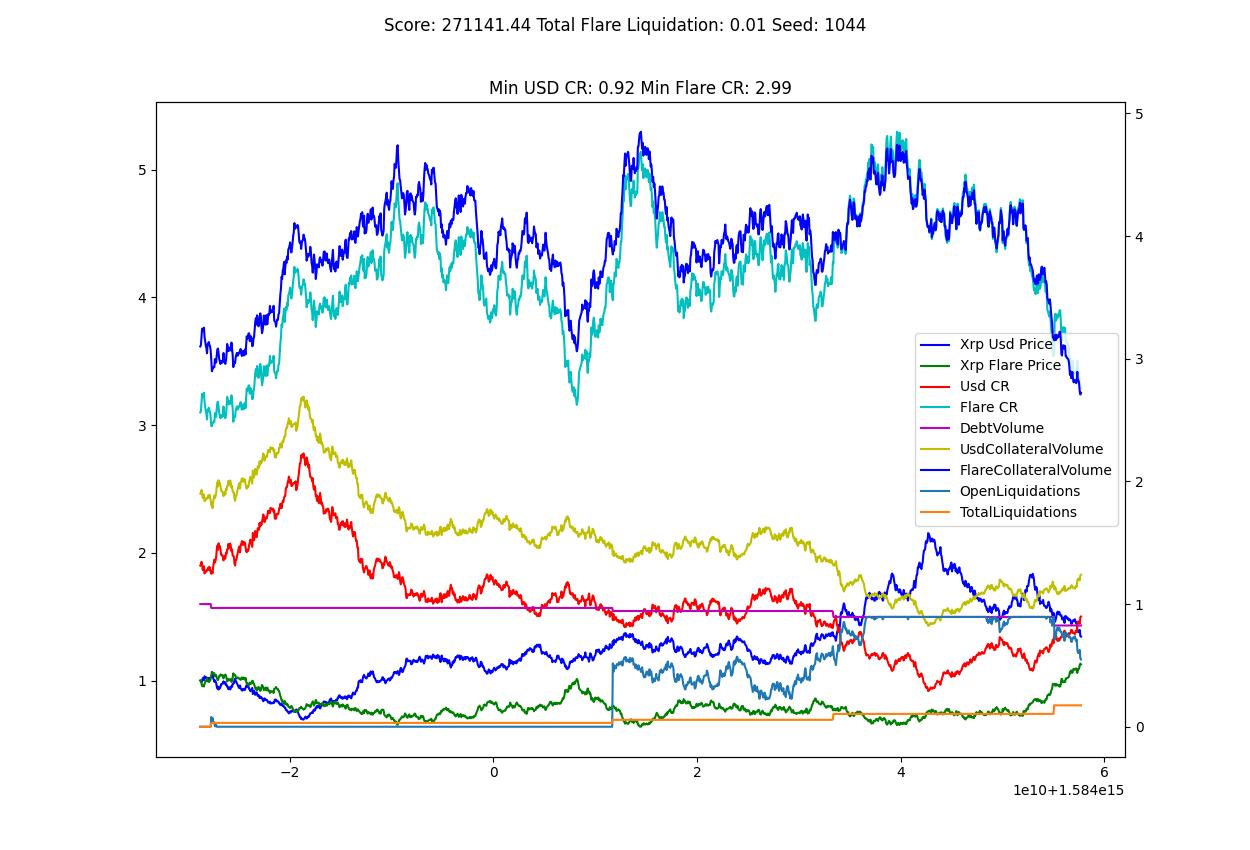 Score: 271141.44 Total Flare Liquidation: 0.01 Seed: 1044
Min USD CR: 0.92 Min Flare CR: 2.99
5
4
3
2
1
5
4
3
2
1
0
Xrp Usd Price
Xrp Flare Price
Usd CR
Flare CR
DebtVolume
UsdCollateralVolume
FlareCollateralVolume
OpenLiquidations
TotalLiquidations
−2
0
2
4
6
1e10+1.584e15